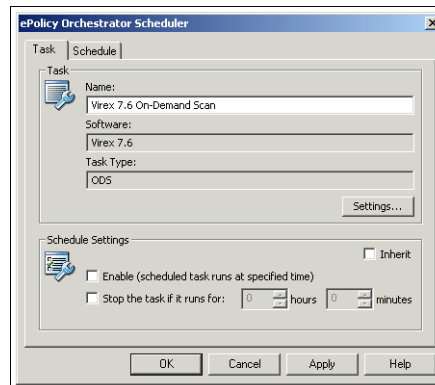 ePolicy Orchestrator Scheduler
Task Schedule
Task
Name:
Virex 7.6 On-Demand Scan
Software:
Virex 7.6
Task Type:
ODS
Settings...
Schedule Settings
Inherit
Enable (scheduled task runs at specified time)
Stop the task if it runs for: 0 hours 0 minutes
OK Cancel Apply Help